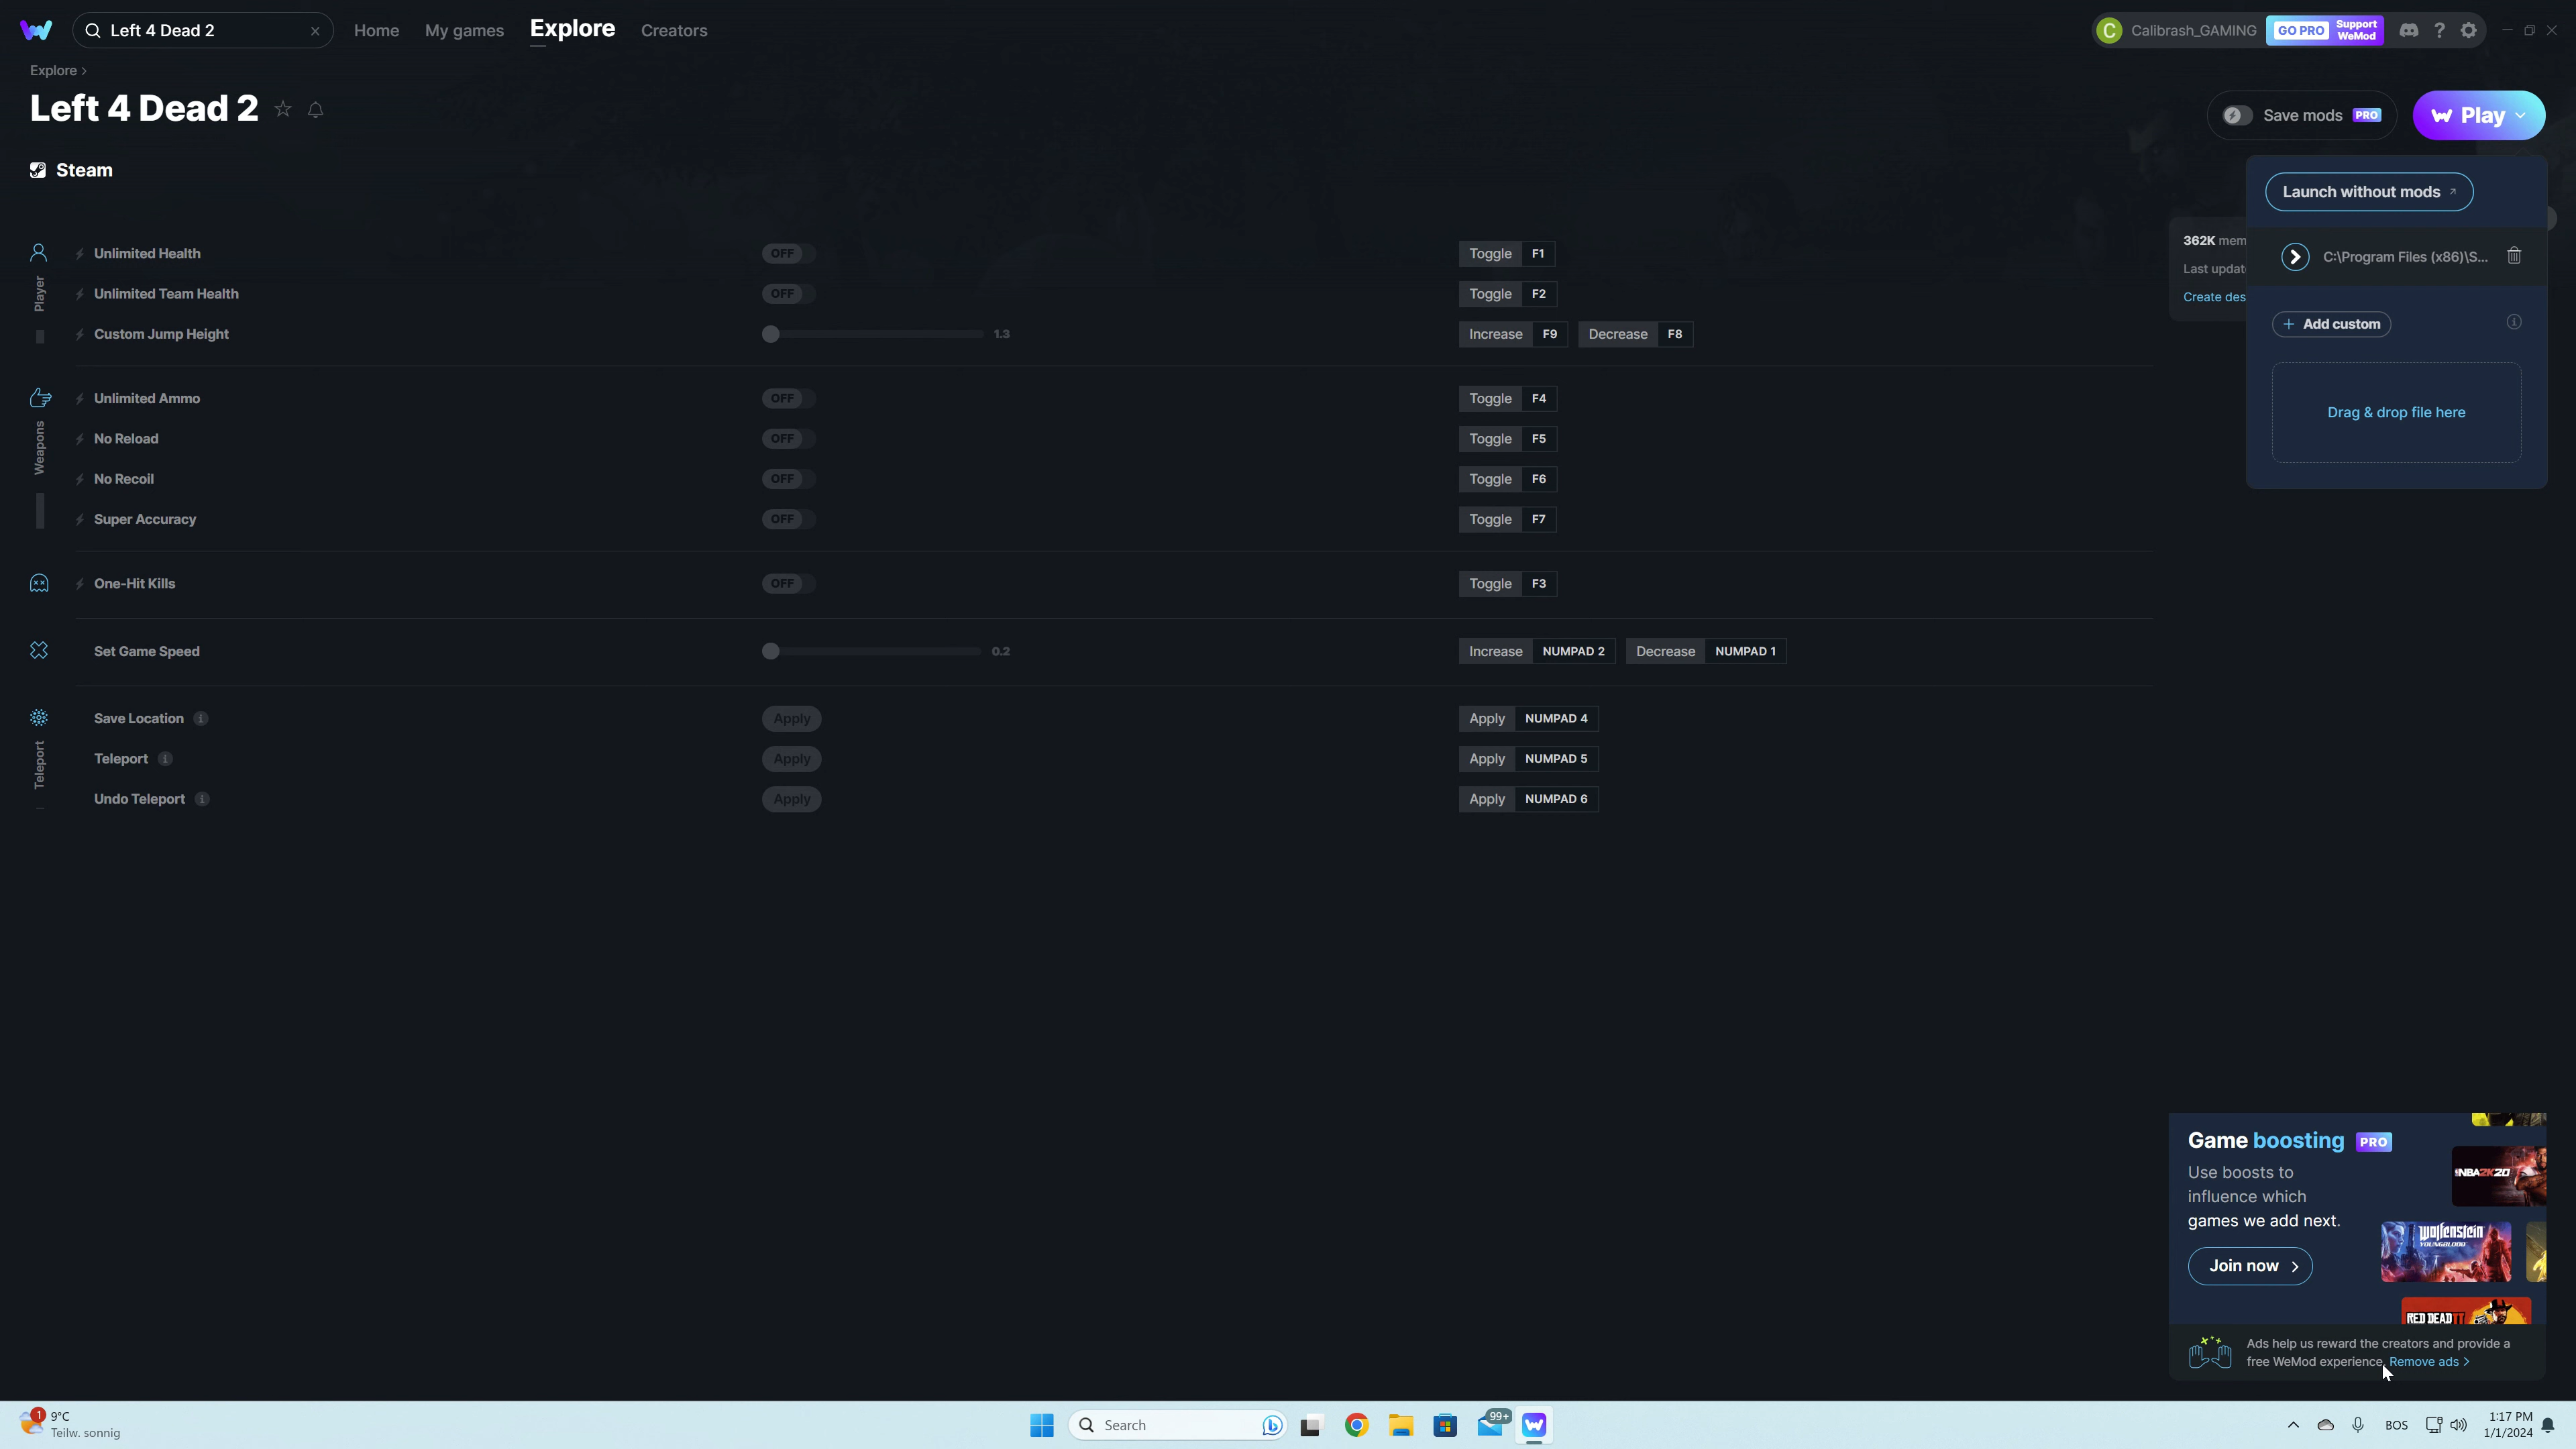 Left 4 Dead 2
Home
My games
Explore
Creators
C
Calibrash_GAMING
GO PRO
Support
WeMod
Explore
Left 4 Dead 2
Save mods PRO
Play
Steam
Launch without mods
362K mem
Last updat
Create des
C:\Program Files (x86)\S...
Add custom
Drag & drop file here
Player
Unlimited Health OFF Toggle F1
Unlimited Team Health OFF Toggle F2
Custom Jump Height 1.3 Increase F9 Decrease F8
Weapons
Unlimited Ammo OFF Toggle F4
No Reload OFF Toggle F5
No Recoil OFF Toggle F6
Super Accuracy OFF Toggle F7
One-Hit Kills OFF Toggle F3
Set Game Speed 0.2 Increase NUMPAD 2 Decrease NUMPAD 1
Teleport
Save Location Apply Apply NUMPAD 4
Teleport Apply Apply NUMPAD 5
Undo Teleport Apply Apply NUMPAD 6
Game boosting PRO
Use boosts to
influence which
games we add next.
Join now
NBA2K20
Wolfenstein
YOUNGBLOOD
RED DEAD II
Ads help us reward the creators and provide a
free WeMod experience. Remove ads
1
9°C
Teilw. sonnig
Search
99+
BOS
1:17 PM
1/1/2024